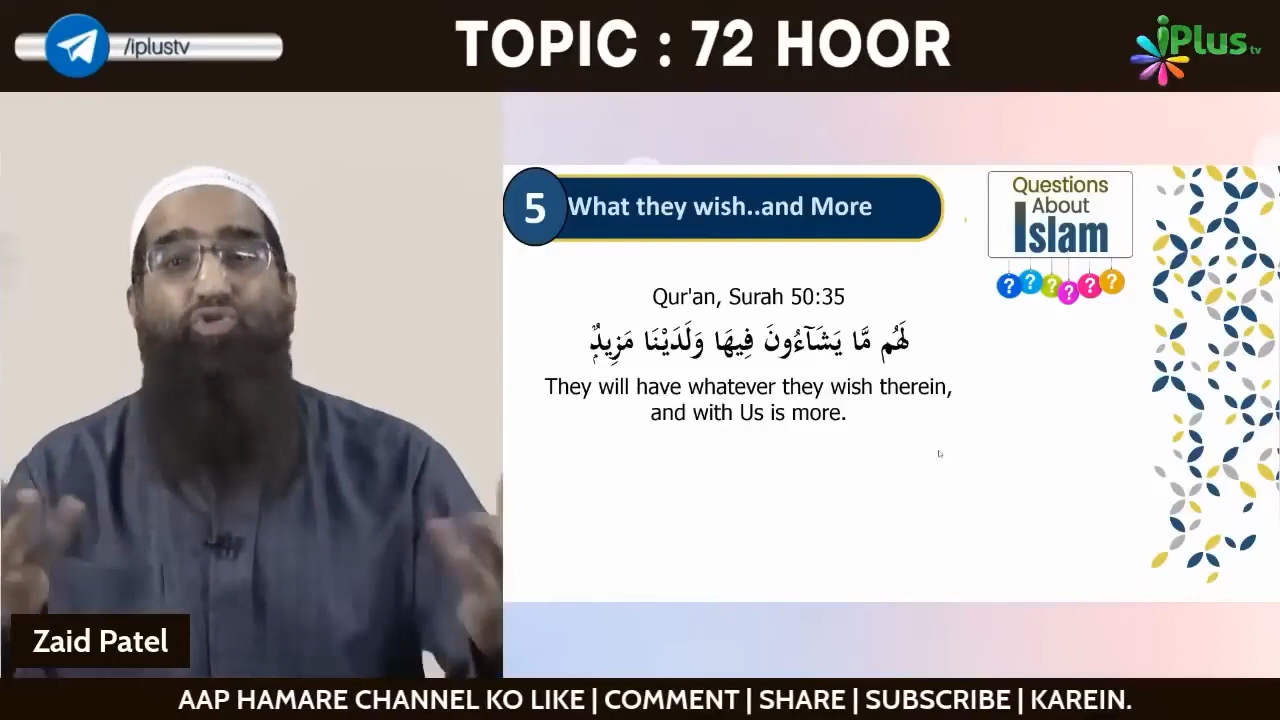 /iplustv
TOPIC : 72 HOOR
iPlus tv
5
What they wish..and More
Questions
About
Islam
? ? ? ? ? ?
Qur'an, Surah 50:35
لَهُم مَّا يَشَآءُونَ فِيهَا وَلَدَيْنَا مَزِيدٌ
They will have whatever they wish therein,
and with Us is more.
Zaid Patel
AAP HAMARE CHANNEL KO LIKE | COMMENT | SHARE | SUBSCRIBE | KAREIN.